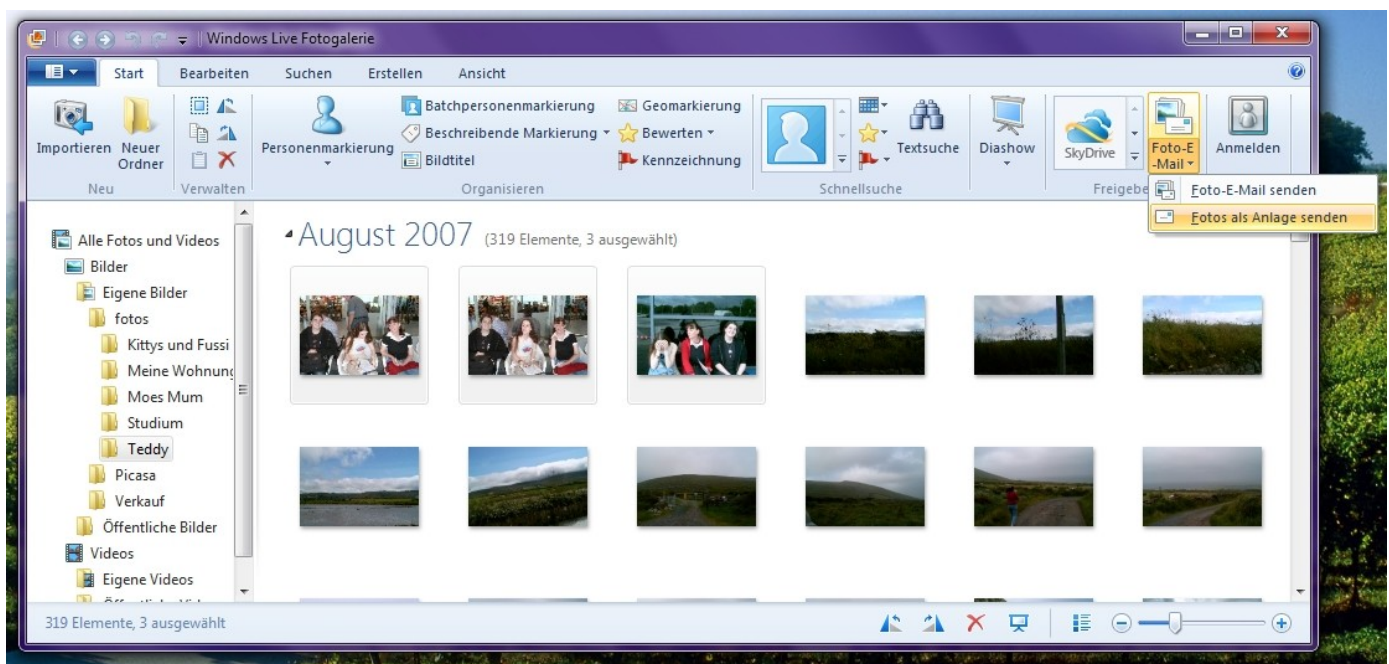 Windows Live Fotogalerie
Start Bearbeiten Suchen Erstellen Ansicht
Importieren
Neuer
Ordner
Neu
Verwalten
Personenmarkierung
Batchpersonenmarkierung
Beschreibende Markierung
Bildtitel
Geomarkierung
Bewerten
Kennzeichnung
Organisieren
Textsuche
Schnellsuche
Diashow
SkyDrive
Foto-E
-Mail
Anmelden
Freigebe
Foto-E-Mail senden
Fotos als Anlage senden
Alle Fotos und Videos
Bilder
Eigene Bilder
fotos
Kittys und Fussi
Meine Wohnung
Moes Mum
Studium
Teddy
Picasa
Verkauf
Öffentliche Bilder
Videos
Eigene Videos
August 2007 (319 Elemente, 3 ausgewählt)
319 Elemente, 3 ausgewählt